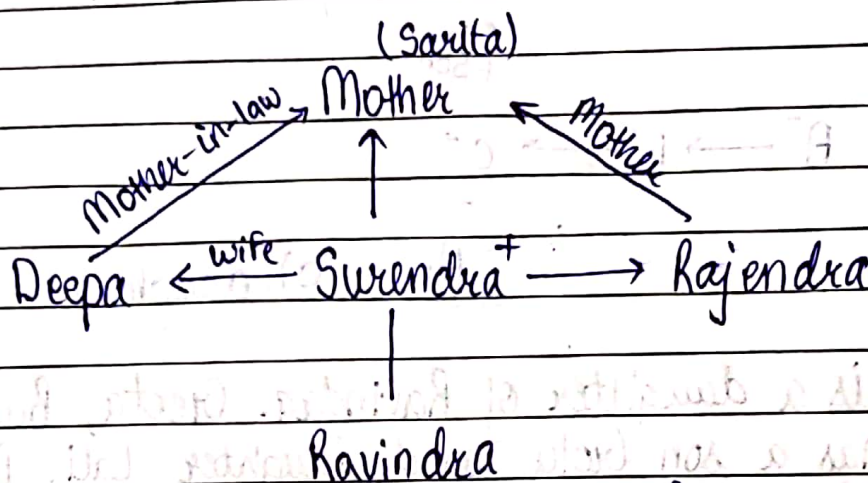 (Sarita)
Mother
Mother-in-law
Mother
wife
Deepa Surendra+ Rajendra
Ravindra